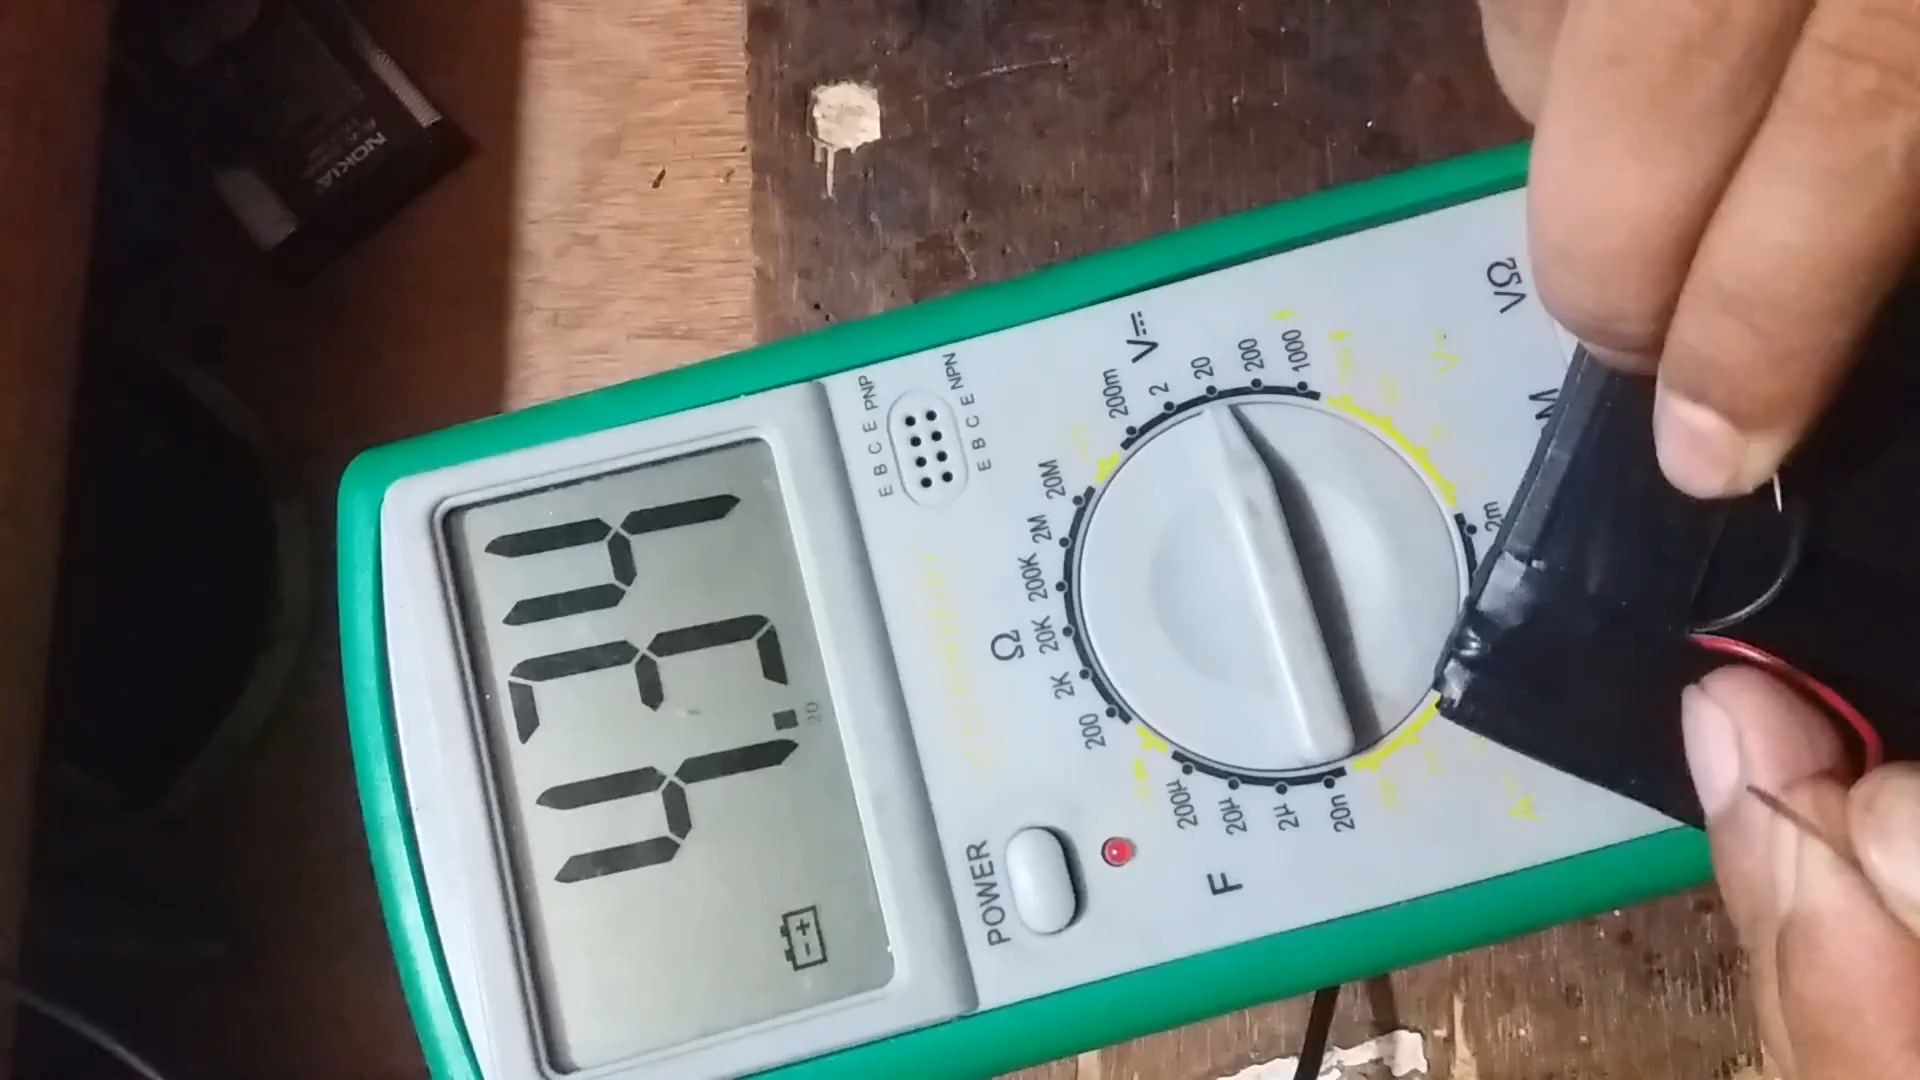 4.34
20
POWER
E B C E PNP
E B C E NPN
Ω
200
2K
20K
200K
2M
20M
V⎓
200m
2
20
200
1000
VΩ
2m
F
200µ
20µ
2µ
20n
A
NOKIA